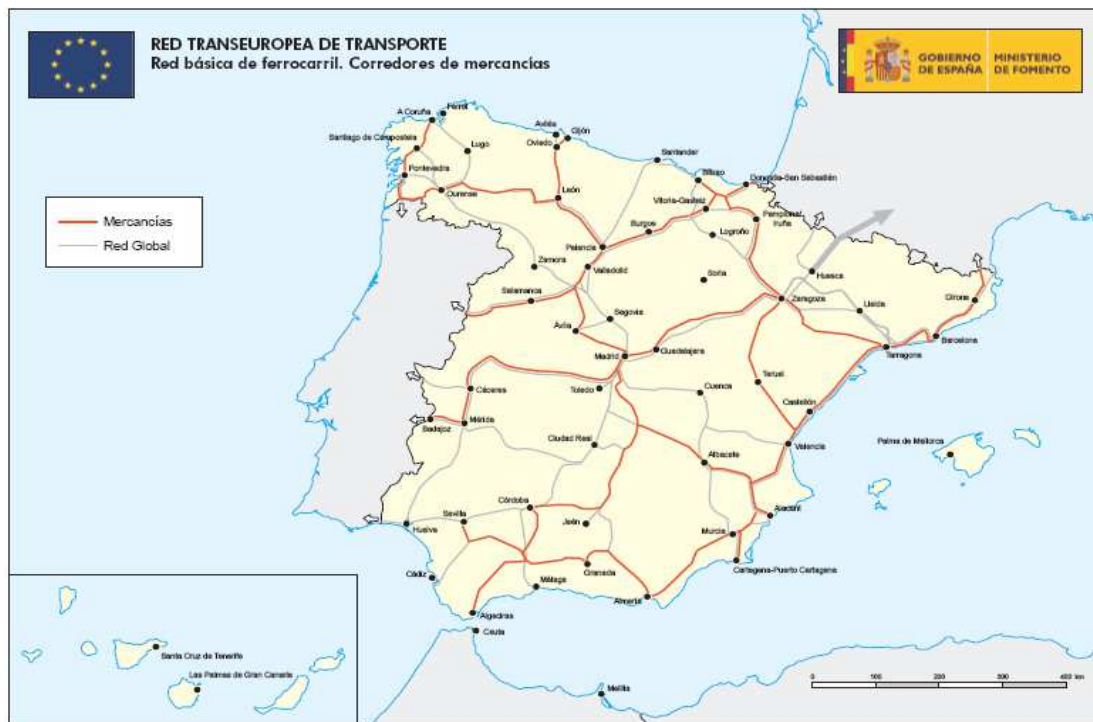 RED TRANSEUROPEA DE TRANSPORTE
Red básica de ferrocarril. Corredores de mercancías
GOBIERNO DE ESPAÑA
MINISTERIO DE FOMENTO
Mercancías
Red Global
A Coruña
Ferrol
Santiago de Compostela
Lugo
Pontevedra
Ourense
Avilés
Gijón
Oviedo
León
Santander
Bilbao
Donostia-San Sebastián
Vitoria-Gasteiz
Pamplona/
Iruña
Burgos
Logroño
Palencia
Zamora
Valladolid
Soria
Huesca
Zaragoza
Lleida
Girona
Barcelona
Tarragona
Salamanca
Segovia
Ávila
Madrid
Guadalajara
Teruel
Cáceres
Toledo
Cuenca
Castellón
Badajoz
Mérida
Ciudad Real
Valencia
Albacete
Palma de Mallorca
Córdoba
Sevilla
Jaén
Huelva
Murcia
Alacant
Cádiz
Málaga
Granada
Cartagena-Puerto Cartagena
Almería
Algeciras
Ceuta
Melilla
Santa Cruz de Tenerife
Las Palmas de Gran Canaria
0 100 200 300 400 km